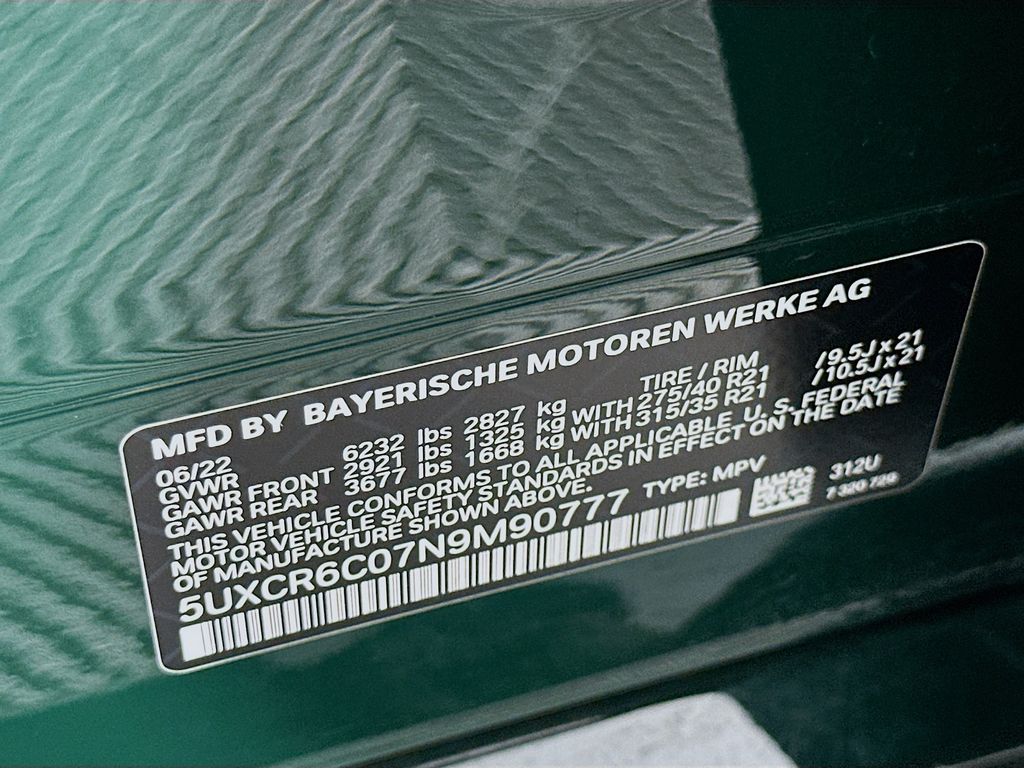 MFD BY BAYERISCHE MOTOREN WERKE AG
06/22 TIRE / RIM
GVWR 6232 lbs 2827 kg
GAWR FRONT 2921 lbs 1325 kg WITH 275/40 R21 /9.5J x 21
GAWR REAR 3677 lbs 1668 kg WITH 315/35 R21 /10.5J x 21
THIS VEHICLE CONFORMS TO ALL APPLICABLE U. S. FEDERAL
MOTOR VEHICLE SAFETY STANDARDS IN EFFECT ON THE DATE
OF MANUFACTURE SHOWN ABOVE.
5UXCR6C07N9M90777 TYPE: MPV 312U
7 320 729